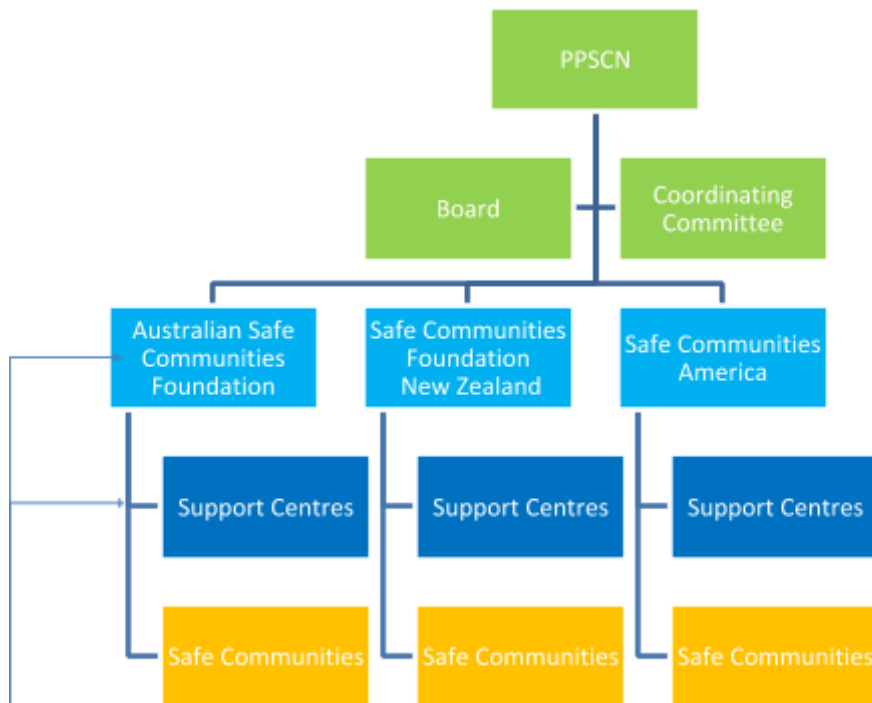 PPSCN
Board
Coordinating
Committee
Australian Safe
Communities
Foundation
Safe Communities
Foundation
New Zealand
Safe Communities
America
Support Centres
Support Centres
Support Centres
Safe Communities
Safe Communities
Safe Communities